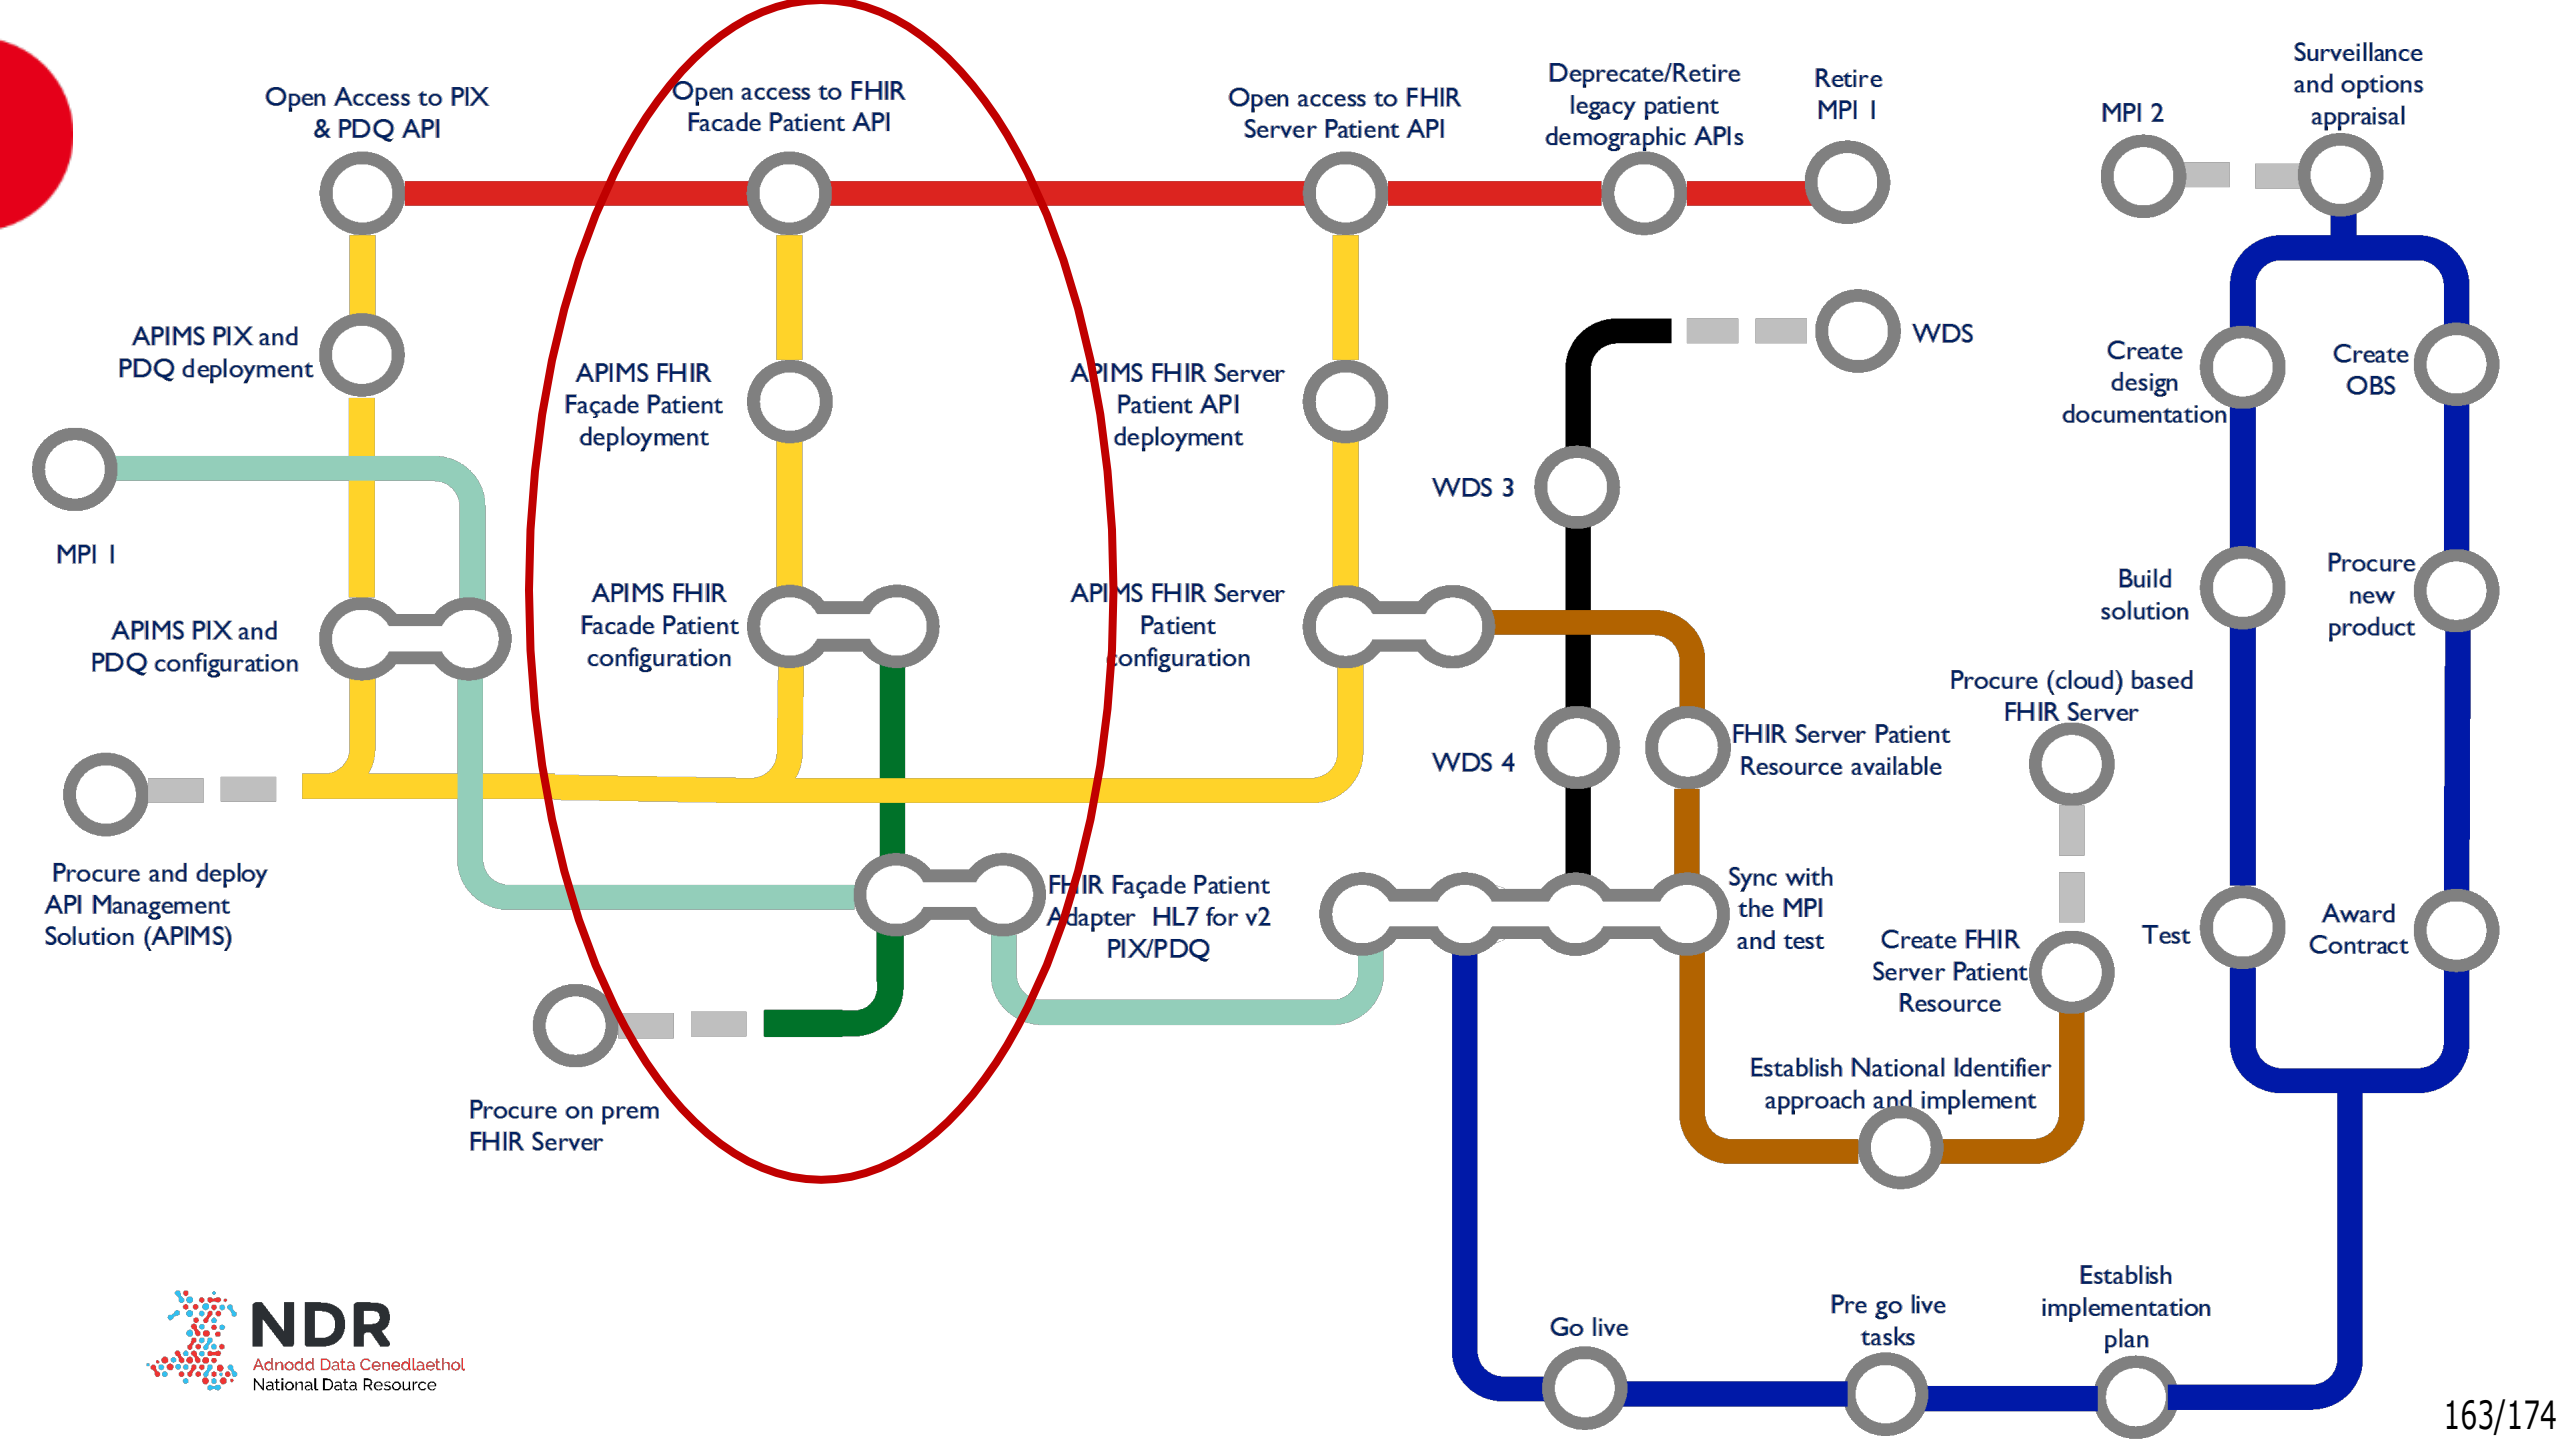 Open Access to PIX
& PDQ API
Open access to FHIR
Facade Patient API
Open access to FHIR
Server Patient API
Deprecate/Retire
legacy patient
demographic APIs
Retire
MPI 1
MPI 2
Surveillance
and options
appraisal
APIMS PIX and
PDQ deployment
APIMS FHIR
Façade Patient
deployment
APIMS FHIR Server
Patient API
deployment
WDS
Create
design
documentation
Create
OBS
MPI 1
WDS 3
APIMS PIX and
PDQ configuration
APIMS FHIR
Facade Patient
configuration
APIMS FHIR Server
Patient
configuration
Build
solution
Procure
new
product
Procure (cloud) based
FHIR Server
WDS 4
FHIR Server Patient
Resource available
Procure and deploy
API Management
Solution (APIMS)
FHIR Façade Patient
Adapter HL7 for v2
PIX/PDQ
Sync with
the MPI
and test
Create FHIR
Server Patient
Resource
Test
Award
Contract
Procure on prem
FHIR Server
Establish National Identifier
approach and implement
Go live
Pre go live
tasks
Establish
implementation
plan
NDR
Adnodd Data Cenedlaethol
National Data Resource
163/174